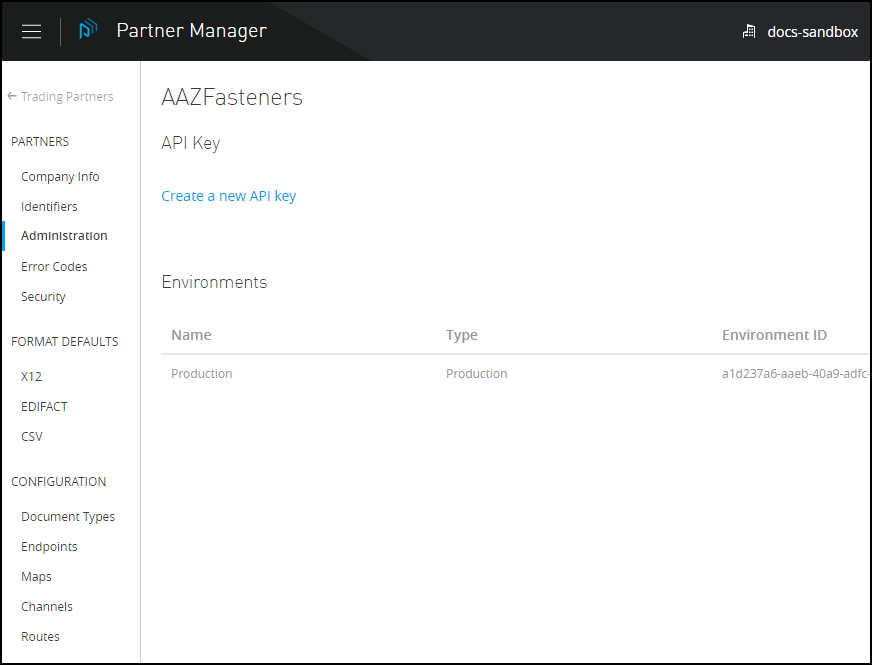 Partner Manager
docs-sandbox
← Trading Partners
PARTNERS
Company Info
Identifiers
Administration
Error Codes
Security
FORMAT DEFAULTS
X12
EDIFACT
CSV
CONFIGURATION
Document Types
Endpoints
Maps
Channels
Routes
AAZFasteners
API Key
Create a new API key
Environments
Name Type Environment ID
Production Production a1d237a6-aaeb-40a9-adfc-